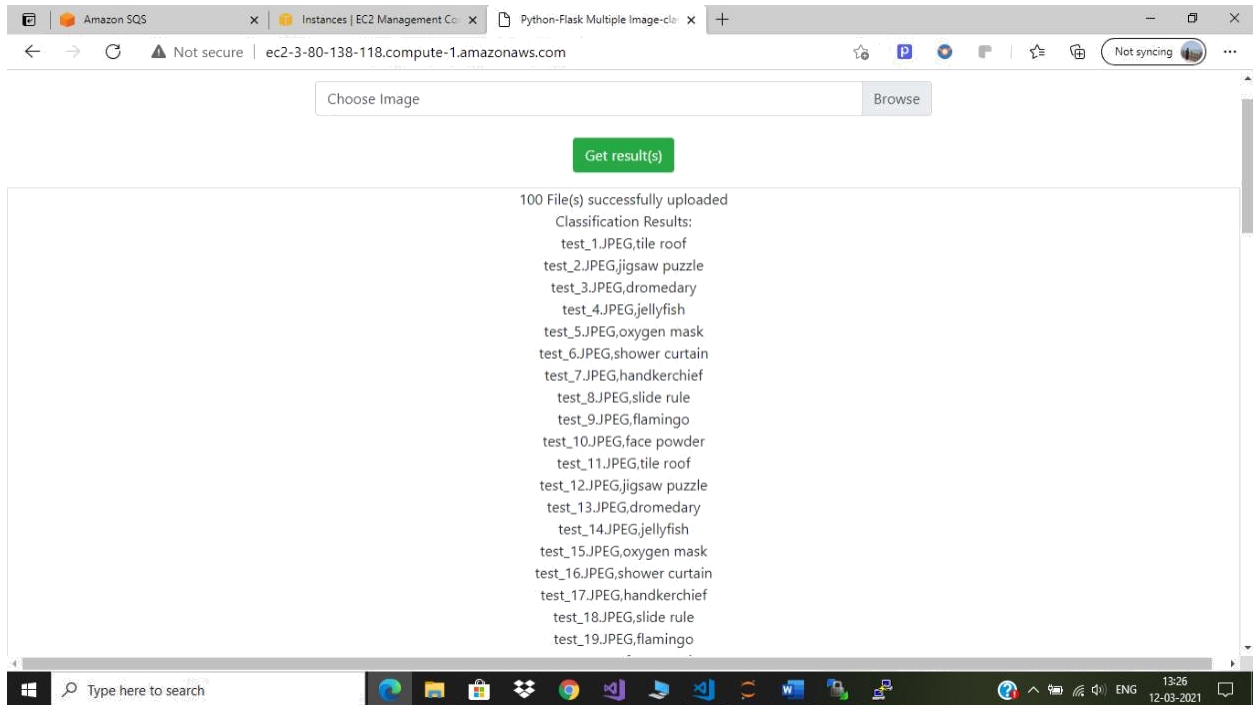 Amazon SQS
Instances | EC2 Management Co
Python-Flask Multiple Image-cla
Not secure
ec2-3-80-138-118.compute-1.amazonaws.com
Not syncing
Choose Image
Browse
Get result(s)
100 File(s) successfully uploaded
Classification Results:
test_1.JPEG,tile roof
test_2.JPEG,jigsaw puzzle
test_3.JPEG,dromedary
test_4.JPEG,jellyfish
test_5.JPEG,oxygen mask
test_6.JPEG,shower curtain
test_7.JPEG,handkerchief
test_8.JPEG,slide rule
test_9.JPEG,flamingo
test_10.JPEG,face powder
test_11.JPEG,tile roof
test_12.JPEG,jigsaw puzzle
test_13.JPEG,dromedary
test_14.JPEG,jellyfish
test_15.JPEG,oxygen mask
test_16.JPEG,shower curtain
test_17.JPEG,handkerchief
test_18.JPEG,slide rule
test_19.JPEG,flamingo
Type here to search
ENG
13:26
12-03-2021